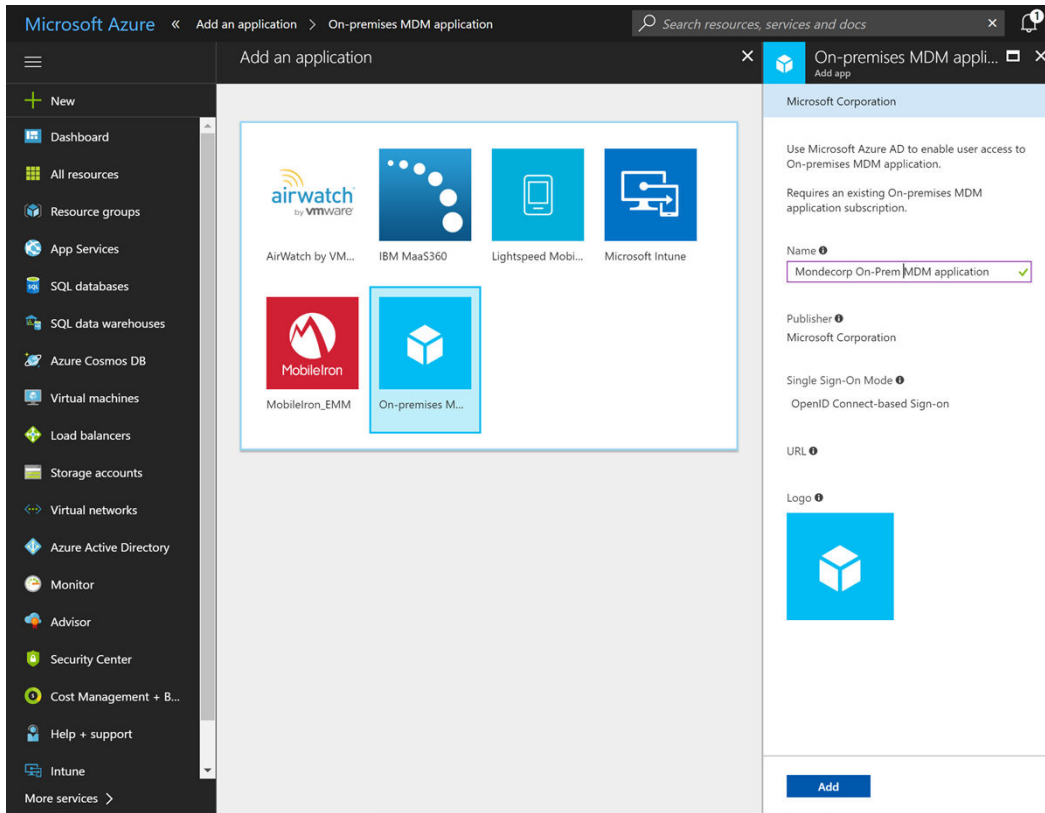 Microsoft Azure « Add an application > On-premises MDM application
Search resources, services and docs
1
Add an application
On-premises MDM appli...
Add app
New
Dashboard
All resources
Resource groups
App Services
SQL databases
SQL data warehouses
Azure Cosmos DB
Virtual machines
Load balancers
Storage accounts
Virtual networks
Azure Active Directory
Monitor
Advisor
Security Center
Cost Management + B...
Help + support
Intune
More services >
airwatch
by vmware
AirWatch by VM...
IBM MaaS360
Lightspeed Mobi...
Microsoft Intune
MobileIron
MobileIron_EMM
On-premises M...
Microsoft Corporation
Use Microsoft Azure AD to enable user access to
On-premises MDM application.
Requires an existing On-premises MDM
application subscription.
Name
Mondecorp On-Prem MDM application
Publisher
Microsoft Corporation
Single Sign-On Mode
OpenID Connect-based Sign-on
URL
Logo
Add